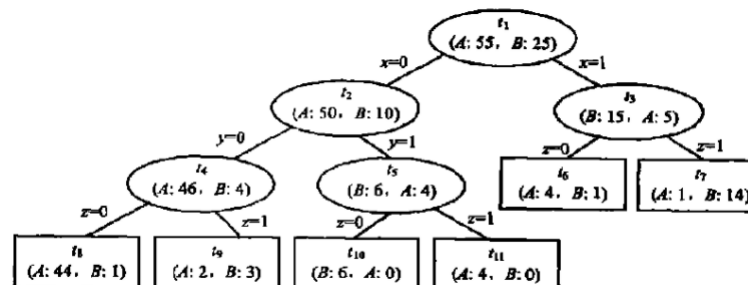 t1
(A: 55, B: 25)
x=0
x=1
t2
(A: 50, B: 10)
t3
(B: 15, A: 5)
y=0
y=1
z=0
z=1
t4
(A: 46, B: 4)
t5
(B: 6, A: 4)
t6
(A: 4, B: 1)
t7
(A: 1, B: 14)
z=0
z=1
z=0
z=1
t8
(A: 44, B: 1)
t9
(A: 2, B: 3)
t10
(B: 6, A: 0)
t11
(A: 4, B: 0)